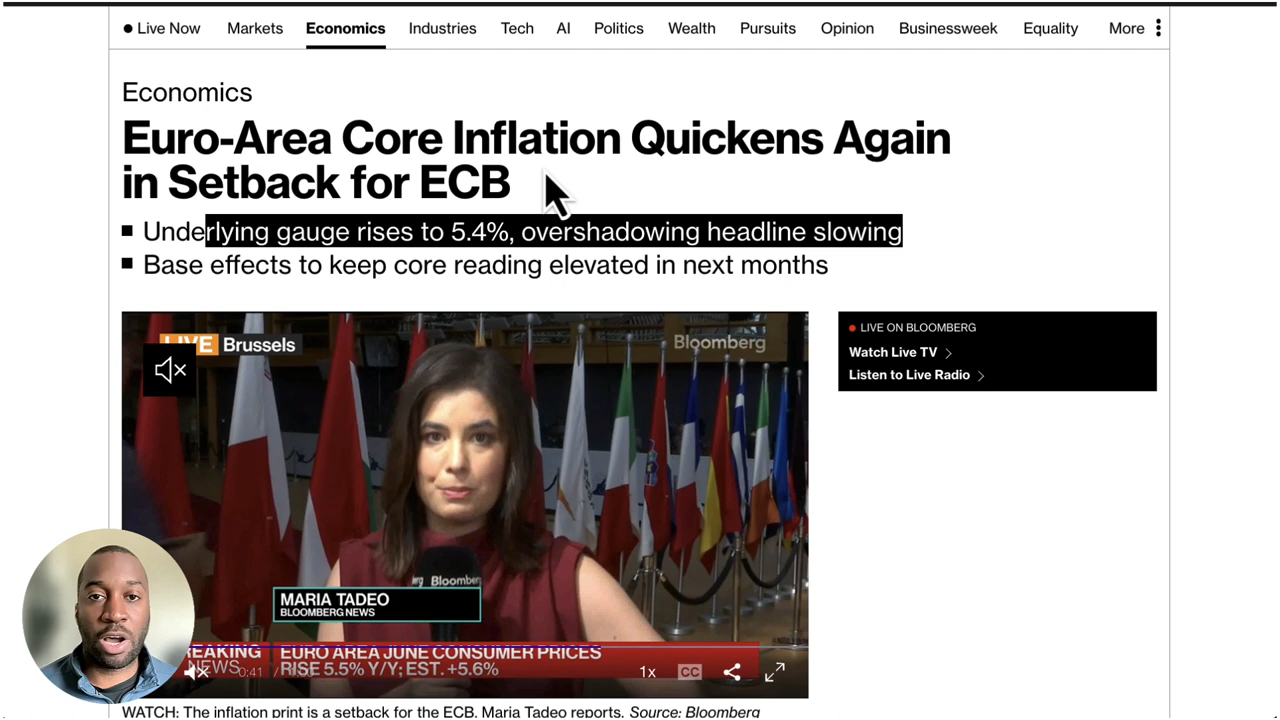 Live Now Markets Economics Industries Tech AI Politics Wealth Pursuits Opinion Businessweek Equality More
Economics
Euro-Area Core Inflation Quickens Again
in Setback for ECB
Underlying gauge rises to 5.4%, overshadowing headline slowing
Base effects to keep core reading elevated in next months
LIVE Brussels
Bloomberg
LIVE ON BLOOMBERG
Watch Live TV
Listen to Live Radio
Bloomberg
MARIA TADEO
BLOOMBERG NEWS
EURO AREA JUNE CONSUMER PRICES
NEWS RISE 5.5% Y/Y; EST. +5.6%
0:41 / 1x CC
WATCH: The inflation print is a setback for the ECB. Maria Tadeo reports. Source: Bloomberg